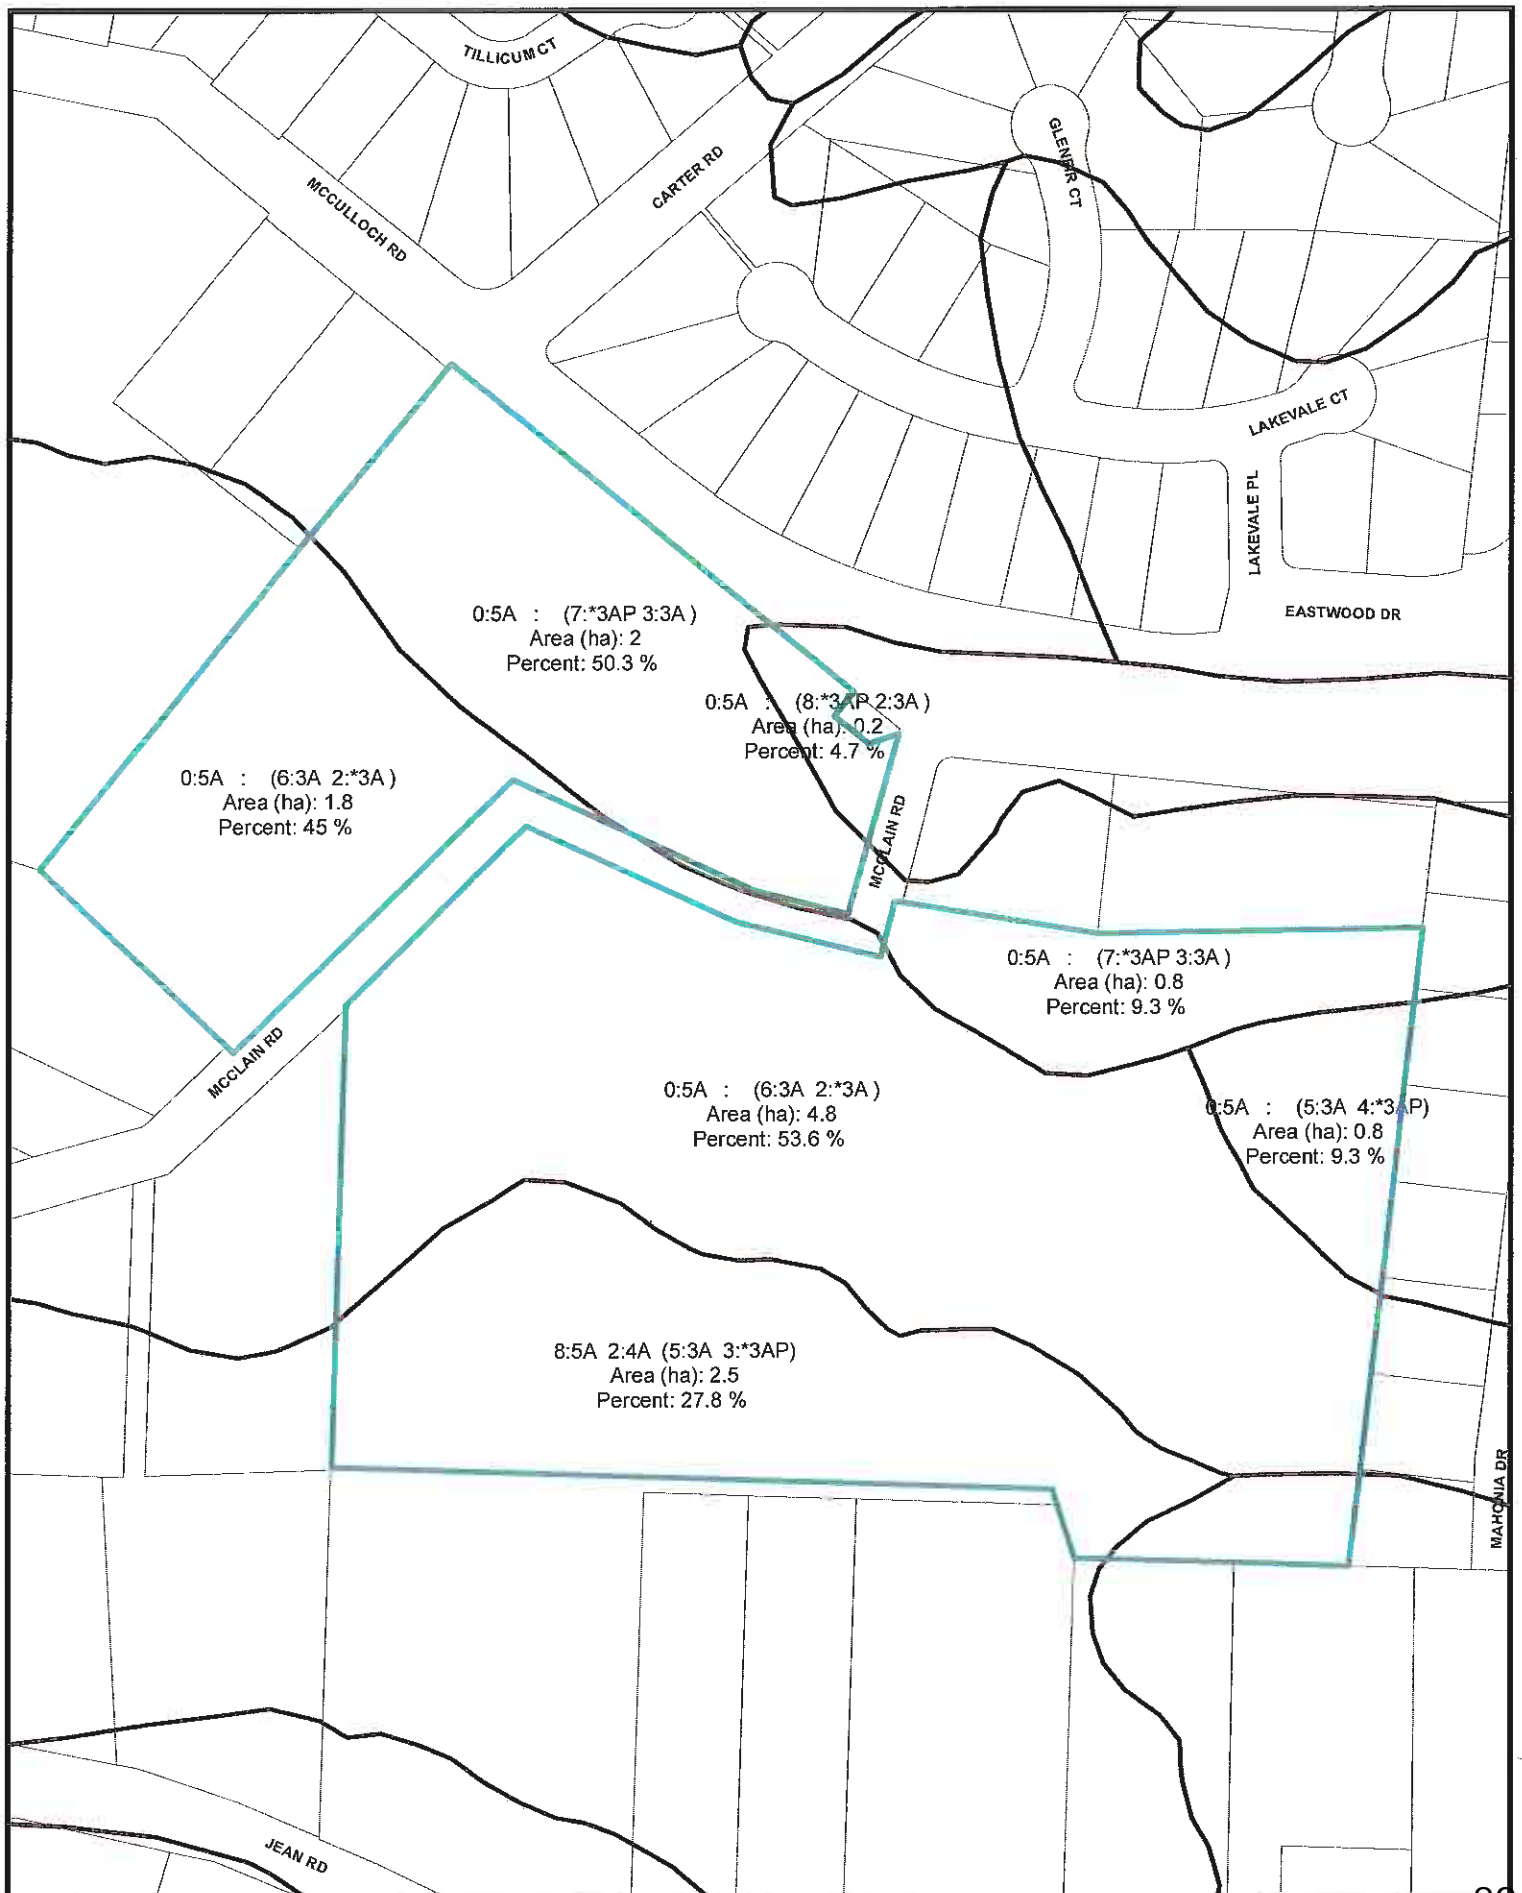 TILLICUM CT
GLENFIR CT
CARTER RD
MCCULLOCH RD
LAKEVALE CT
LAKEVALE PL
EASTWOOD DR
0:5A : (7:*3AP 3:3A )
Area (ha): 2
Percent: 50.3 %
0:5A : (8:*3AP 2:3A )
Area (ha): 0.2
Percent: 4.7 %
0:5A : (6:3A 2:*3A )
Area (ha): 1.8
Percent: 45 %
MCCLAIN RD
0:5A : (7:*3AP 3:3A )
Area (ha): 0.8
Percent: 9.3 %
MCCLAIN RD
0:5A : (6:3A 2:*3A )
Area (ha): 4.8
Percent: 53.6 %
0:5A : (5:3A 4:*3AP)
Area (ha): 0.8
Percent: 9.3 %
8:5A 2:4A (5:3A 3:*3AP)
Area (ha): 2.5
Percent: 27.8 %
MAHONIA DR
JEAN RD